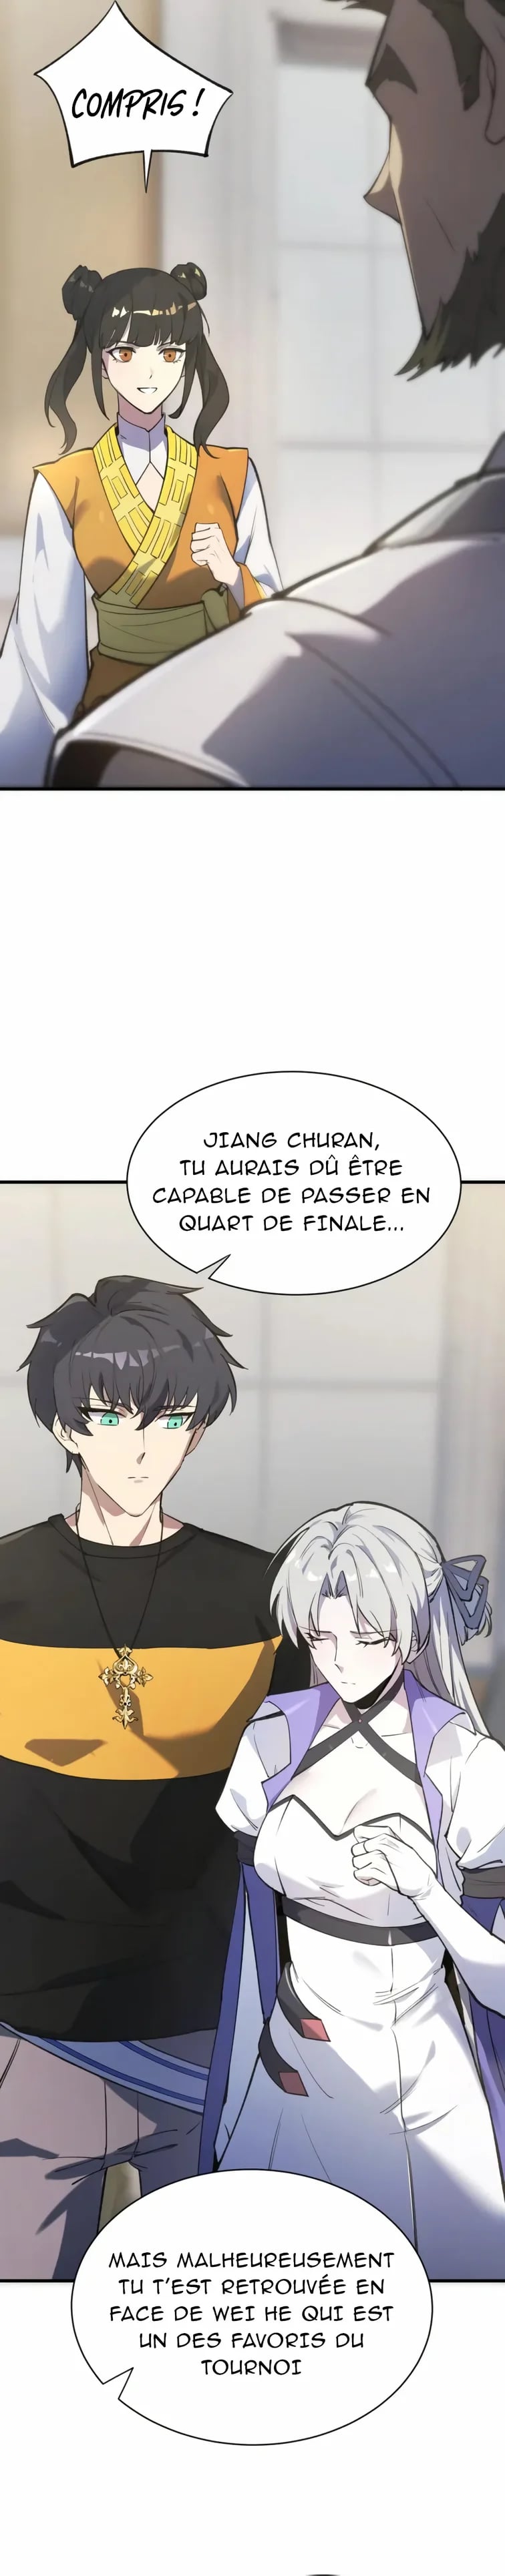 COMPRIS !
JIANG CHURAN,
TU AURAIS DÛ ÊTRE
CAPABLE DE PASSER EN
QUART DE FINALE...
MAIS MALHEUREUSEMENT
TU T'EST RETROUVÉE EN
FACE DE WEI HE QUI EST
UN DES FAVORIS DU
TOURNOI